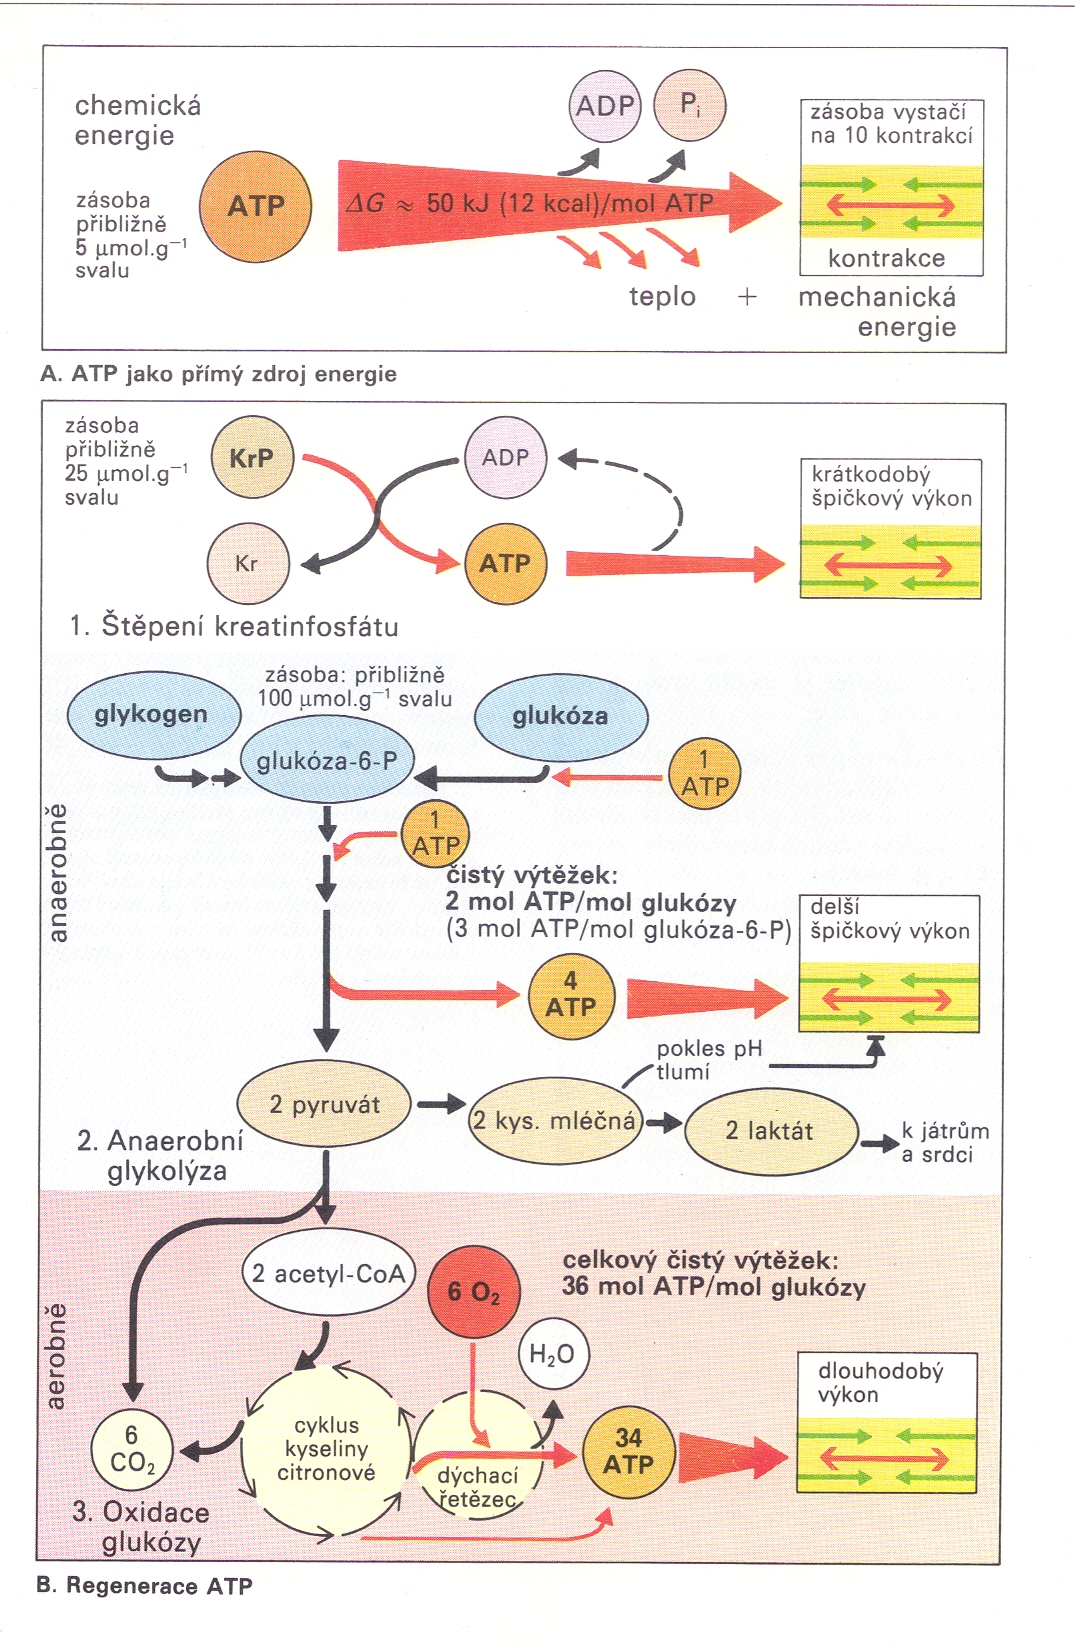 chemická
energie
zásoba
přibližně
5 μmol.g⁻¹
svalu
ATP
ΔG ≈ 50 kJ (12 kcal)/mol ATP
ADP
Pᵢ
teplo + mechanická
energie
zásoba vystačí
na 10 kontrakcí
kontrakce
A. ATP jako přímý zdroj energie
zásoba
přibližně
25 μmol.g⁻¹
svalu
KrP
ADP
Kr
ATP
krátkodobý
špičkový výkon
1. Štěpení kreatinfosfátu
anaerobně
zásoba: přibližně
100 μmol.g⁻¹ svalu
glykogen
glukóza-6-P
glukóza
1
ATP
1
ATP
čistý výtěžek:
2 mol ATP/mol glukózy
(3 mol ATP/mol glukóza-6-P)
4
ATP
delší
špičkový výkon
pokles pH
tlumí
2 pyruvát
2 kys. mléčná
2 laktát
k játrům
a srdci
2. Anaerobní
glykolýza
aerobně
2 acetyl-CoA
6 O₂
celkový čistý výtěžek:
36 mol ATP/mol glukózy
H₂O
6
CO₂
cyklus
kyseliny
citronové
dýchací
řetězec
34
ATP
dlouhodobý
výkon
3. Oxidace
glukózy
B. Regenerace ATP